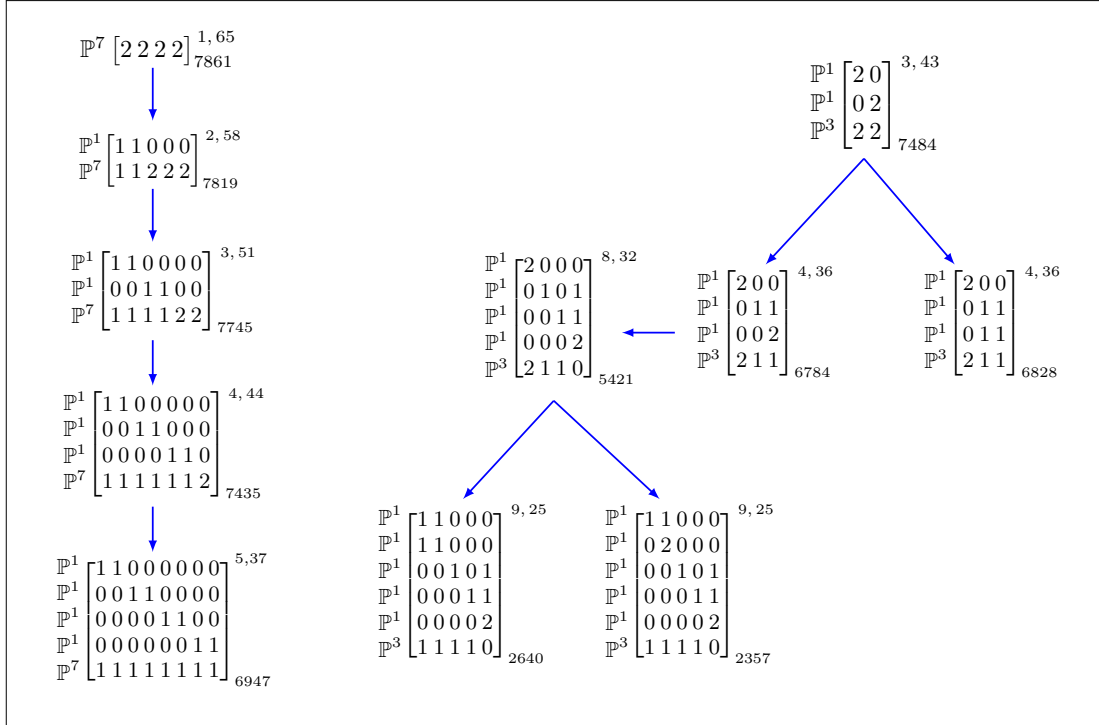 ℙ⁷ [2 2 2 2] 1, 65 7861
ℙ¹ [1 1 0 0 0] 2, 58
ℙ⁷ [1 1 2 2 2] 7819
ℙ¹ [1 1 0 0 0 0] 3, 51
ℙ¹ [0 0 1 1 0 0]
ℙ⁷ [1 1 1 1 2 2] 7745
ℙ¹ [1 1 0 0 0 0 0] 4, 44
ℙ¹ [0 0 1 1 0 0 0]
ℙ¹ [0 0 0 0 1 1 0]
ℙ⁷ [1 1 1 1 1 1 2] 7435
ℙ¹ [1 1 0 0 0 0 0 0] 5,37
ℙ¹ [0 0 1 1 0 0 0 0]
ℙ¹ [0 0 0 0 1 1 0 0]
ℙ¹ [0 0 0 0 0 0 1 1]
ℙ⁷ [1 1 1 1 1 1 1 1] 6947
ℙ¹ [2 0] 3, 43
ℙ¹ [0 2]
ℙ³ [2 2] 7484
ℙ¹ [2 0 0 0] 8, 32
ℙ¹ [0 1 0 1]
ℙ¹ [0 0 1 1]
ℙ¹ [0 0 0 2]
ℙ³ [2 1 1 0] 5421
ℙ¹ [2 0 0] 4, 36
ℙ¹ [0 1 1]
ℙ¹ [0 0 2]
ℙ³ [2 1 1] 6784
ℙ¹ [2 0 0] 4, 36
ℙ¹ [0 1 1]
ℙ¹ [0 1 1]
ℙ³ [2 1 1] 6828
ℙ¹ [1 1 0 0 0] 9, 25
ℙ¹ [1 1 0 0 0]
ℙ¹ [0 0 1 0 1]
ℙ¹ [0 0 0 1 1]
ℙ¹ [0 0 0 0 2]
ℙ³ [1 1 1 1 0] 2640
ℙ¹ [1 1 0 0 0] 9, 25
ℙ¹ [0 2 0 0 0]
ℙ¹ [0 0 1 0 1]
ℙ¹ [0 0 0 1 1]
ℙ¹ [0 0 0 0 2]
ℙ³ [1 1 1 1 0] 2357